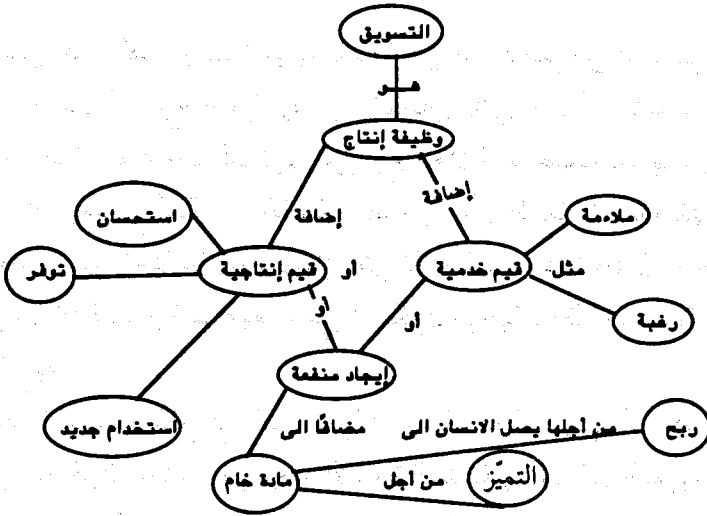 التسويق
هــو
وظيفة إنتاج
إضافة
إضافة
استحسان
ملاءمة
توفر
قيم إنتاجية
أو
قيم خدمية
مثل
أو
أو
رغبة
إيجاد منفعة
استخدام جديد
مضافًا الى
من أجلها يصل الانسان الى
ربح
مادة خام
من أجل
التميّز